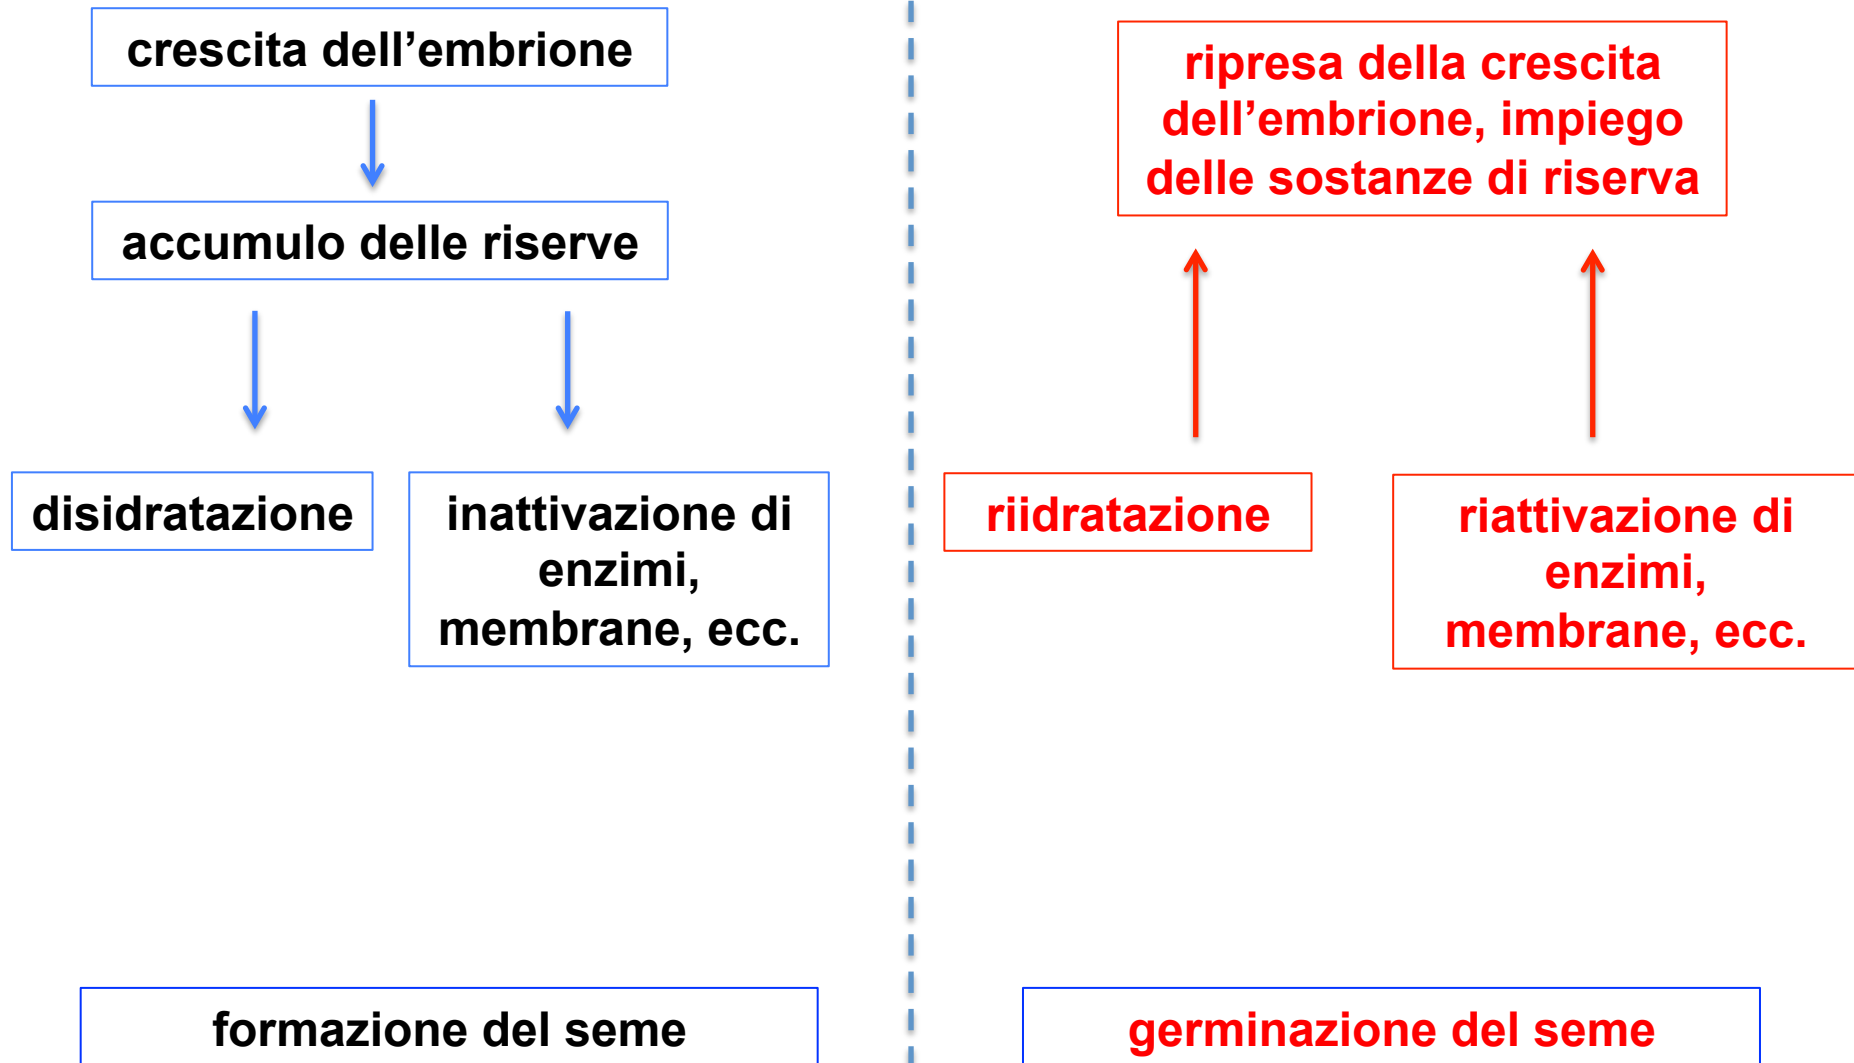 crescita dell’embrione
accumulo delle riserve
disidratazione
inattivazione di
enzimi,
membrane, ecc.
formazione del seme
ripresa della crescita
dell’embrione, impiego
delle sostanze di riserva
riidratazione
riattivazione di
enzimi,
membrane, ecc.
germinazione del seme